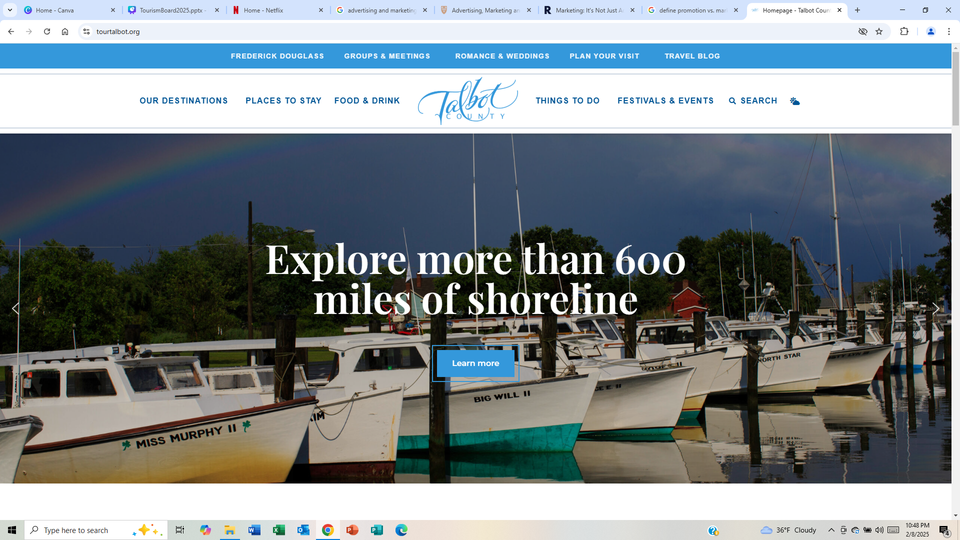 Home - Canva
TourismBoard2025.pptx -
Home - Netflix
advertising and marketing
Advertising, Marketing an
Marketing: It's Not Just A
define promotion vs. mar
Homepage - Talbot Coun
tourtalbot.org
FREDERICK DOUGLASS GROUPS & MEETINGS ROMANCE & WEDDINGS PLAN YOUR VISIT TRAVEL BLOG
OUR DESTINATIONS PLACES TO STAY FOOD & DRINK
Talbot
COUNTY
THINGS TO DO FESTIVALS & EVENTS SEARCH
Explore more than 600
miles of shoreline
Learn more
MISS MURPHY II
KIM
BIG WILL II
NORTH STAR
Type here to search
36°F Cloudy
10:48 PM
2/8/2025
4